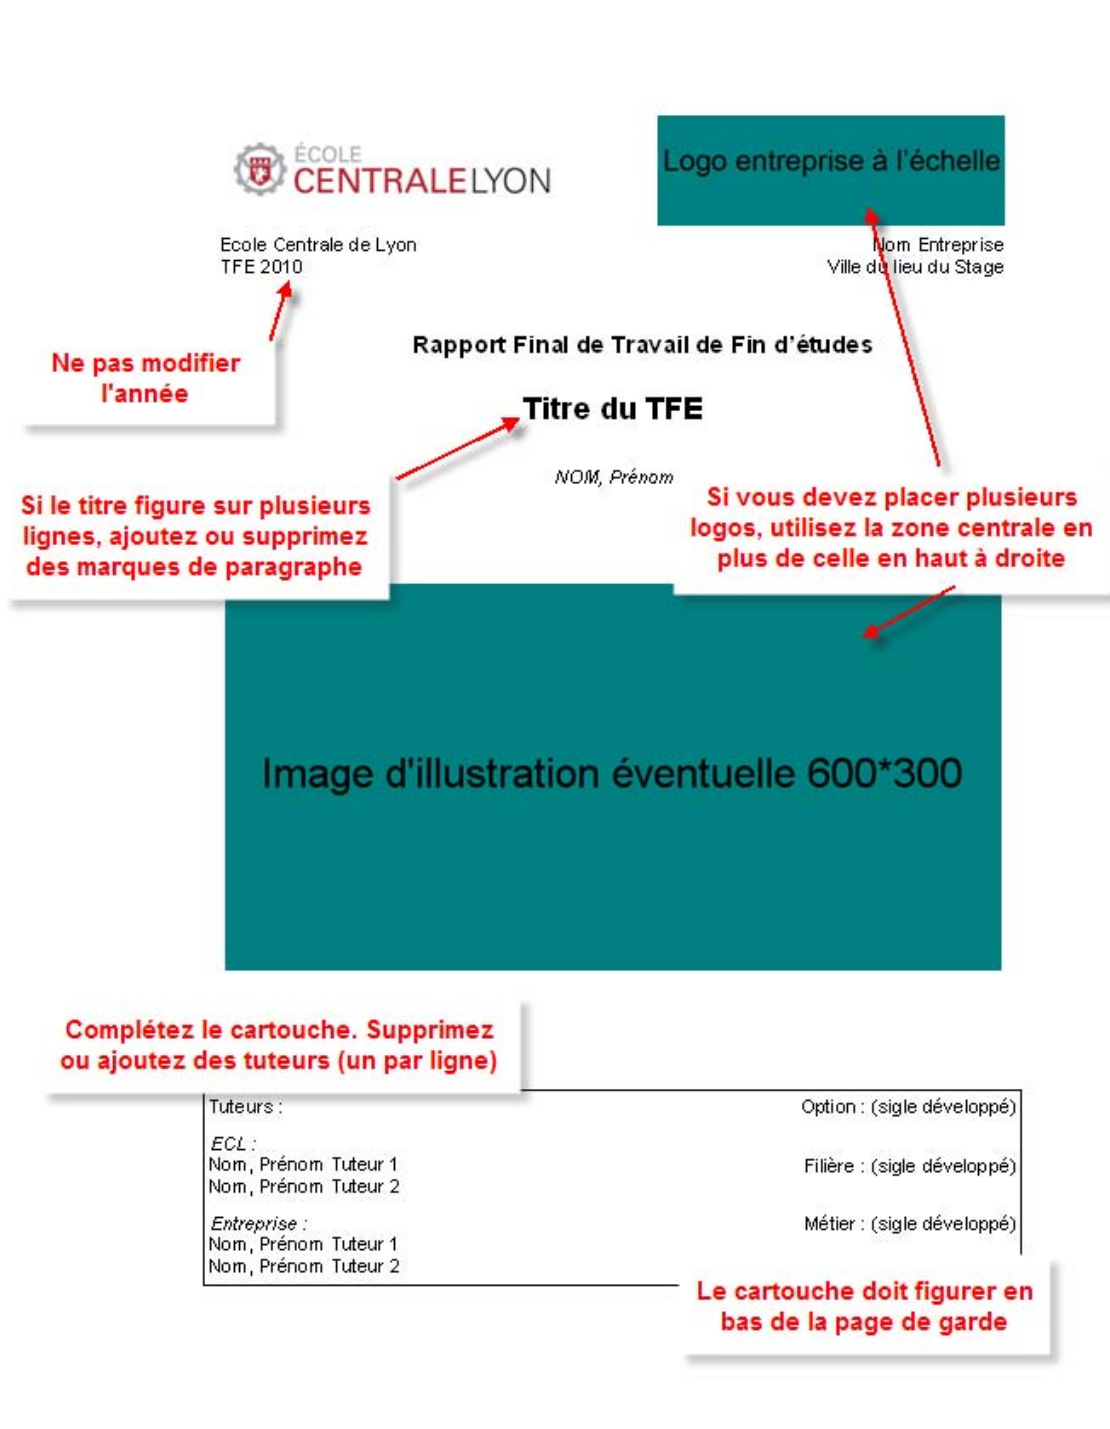 ÉCOLE
CENTRALELYON
Logo entreprise à l'échelle
Ecole Centrale de Lyon
TFE 2010
Nom Entreprise
Ville du lieu du Stage
Ne pas modifier
l'année
Rapport Final de Travail de Fin d'études
Titre du TFE
NOM, Prénom
Si le titre figure sur plusieurs
lignes, ajoutez ou supprimez
des marques de paragraphe
Si vous devez placer plusieurs
logos, utilisez la zone centrale en
plus de celle en haut à droite
Image d'illustration éventuelle 600*300
Complétez le cartouche. Supprimez
ou ajoutez des tuteurs (un par ligne)
Tuteurs :
Option : (sigle développé)
ECL :
Nom, Prénom Tuteur 1
Filière : (sigle développé)
Nom, Prénom Tuteur 2
Entreprise :
Métier : (sigle développé)
Nom, Prénom Tuteur 1
Nom, Prénom Tuteur 2
Le cartouche doit figurer en
bas de la page de garde